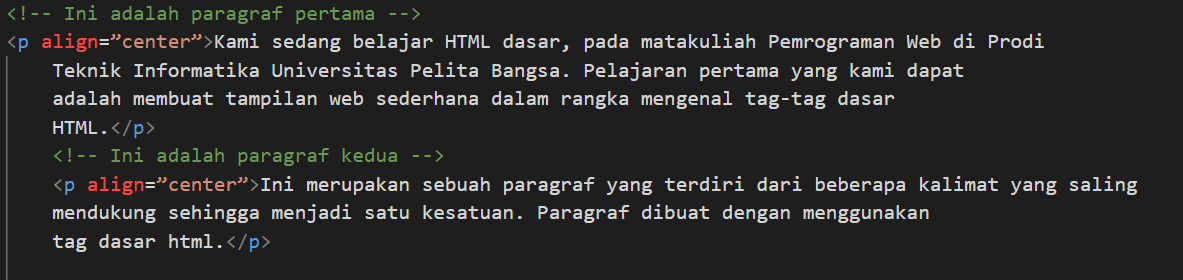 <!-- Ini adalah paragraf pertama -->
<p align=”center”>Kami sedang belajar HTML dasar, pada matakuliah Pemrograman Web di Prodi
Teknik Informatika Universitas Pelita Bangsa. Pelajaran pertama yang kami dapat
adalah membuat tampilan web sederhana dalam rangka mengenal tag-tag dasar
HTML.</p>
<!-- Ini adalah paragraf kedua -->
<p align=”center”>Ini merupakan sebuah paragraf yang terdiri dari beberapa kalimat yang saling
mendukung sehingga menjadi satu kesatuan. Paragraf dibuat dengan menggunakan
tag dasar html.</p>